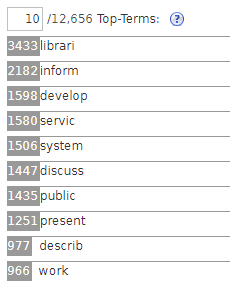 10 /12,656 Top-Terms: ?
3433 librari
2182 inform
1598 develop
1580 servic
1506 system
1447 discuss
1435 public
1251 present
977 describ
966 work